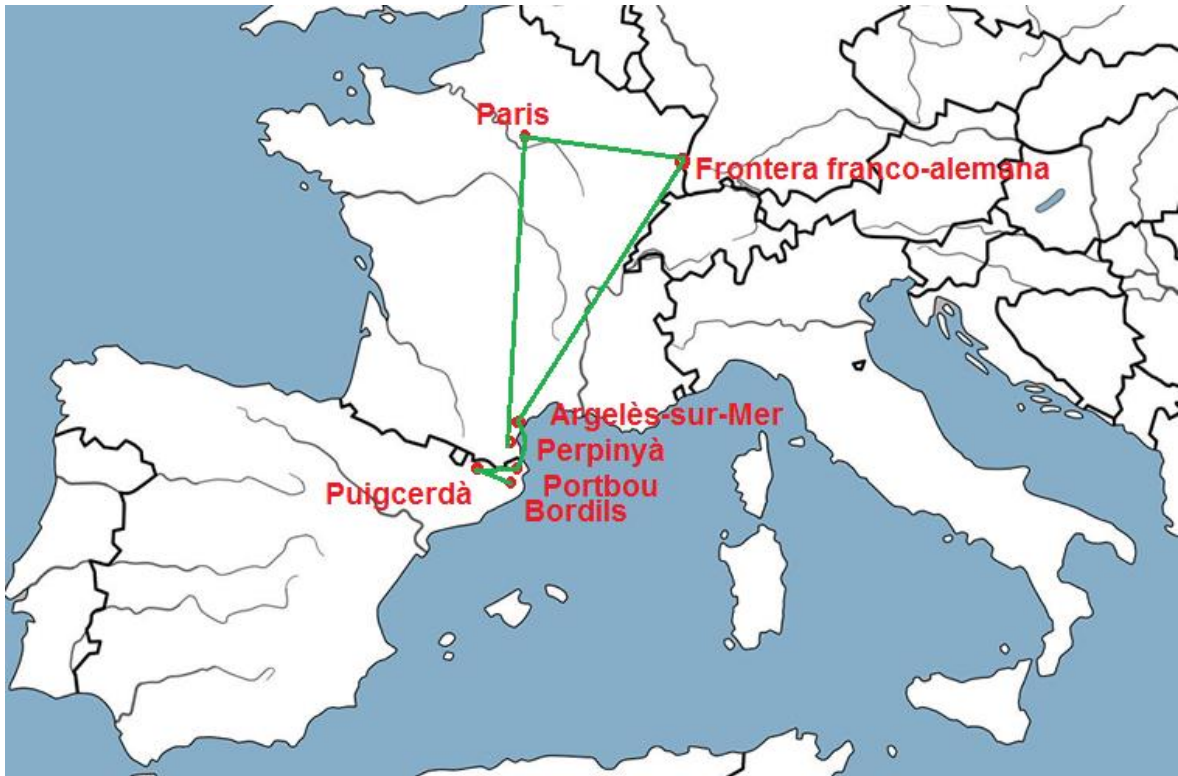 Paris
Frontera franco-alemana
Argelès-sur-Mer
Perpinyà
Puigcerdà
Portbou
Bordils